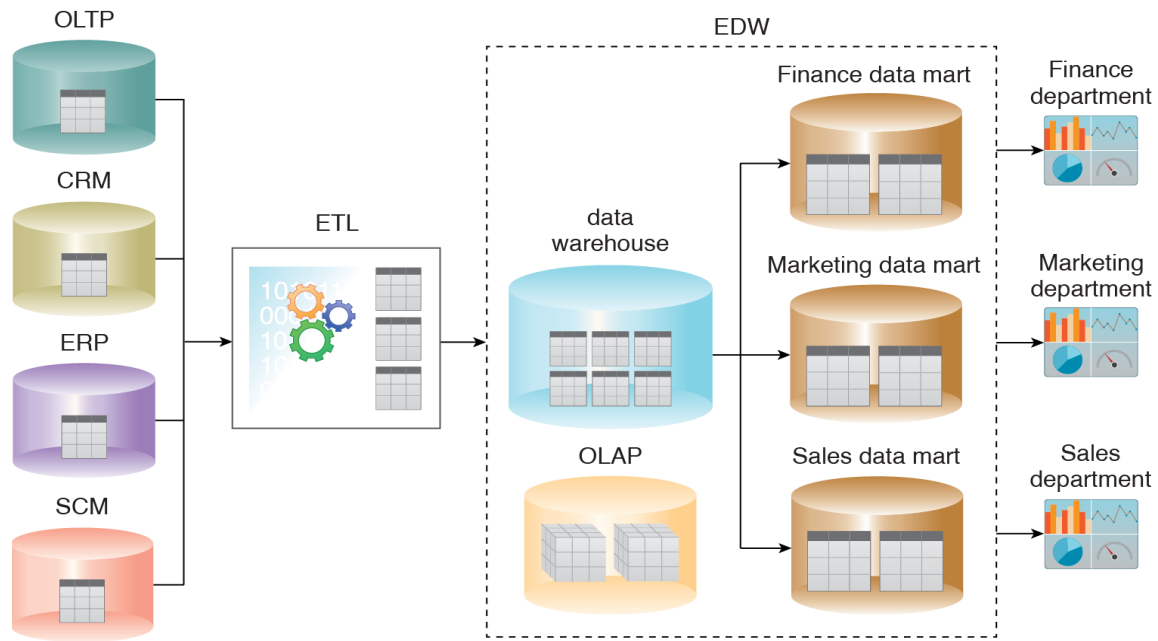 OLTP
CRM
ERP
SCM
ETL
EDW
data
warehouse
OLAP
Finance data mart
Marketing data mart
Sales data mart
Finance
department
Marketing
department
Sales
department